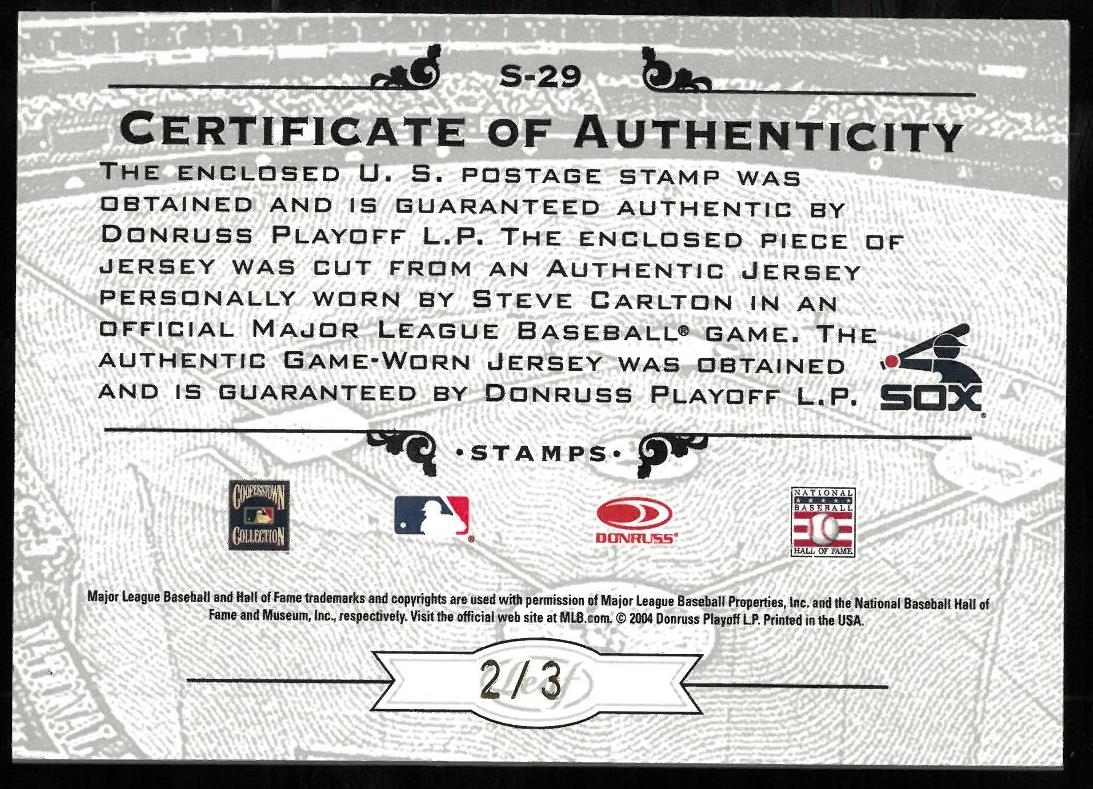 S-29
CERTIFICATE OF AUTHENTICITY
THE ENCLOSED U. S. POSTAGE STAMP WAS
OBTAINED AND IS GUARANTEED AUTHENTIC BY
DONRUSS PLAYOFF L.P. THE ENCLOSED PIECE OF
JERSEY WAS CUT FROM AN AUTHENTIC JERSEY
PERSONALLY WORN BY STEVE CARLTON IN AN
OFFICIAL MAJOR LEAGUE BASEBALL® GAME. THE
AUTHENTIC GAME-WORN JERSEY WAS OBTAINED
AND IS GUARANTEED BY DONRUSS PLAYOFF L.P.
SOX
·STAMPS·
COOPERSTOWN
COLLECTION
DONRUSS®
NATIONAL
BASEBALL
HALL OF FAME
Major League Baseball and Hall of Fame trademarks and copyrights are used with permission of Major League Baseball Properties, Inc. and the National Baseball Hall of
Fame and Museum, Inc., respectively. Visit the official web site at MLB.com. © 2004 Donruss Playoff L.P. Printed in the USA.
Leaf
2/3